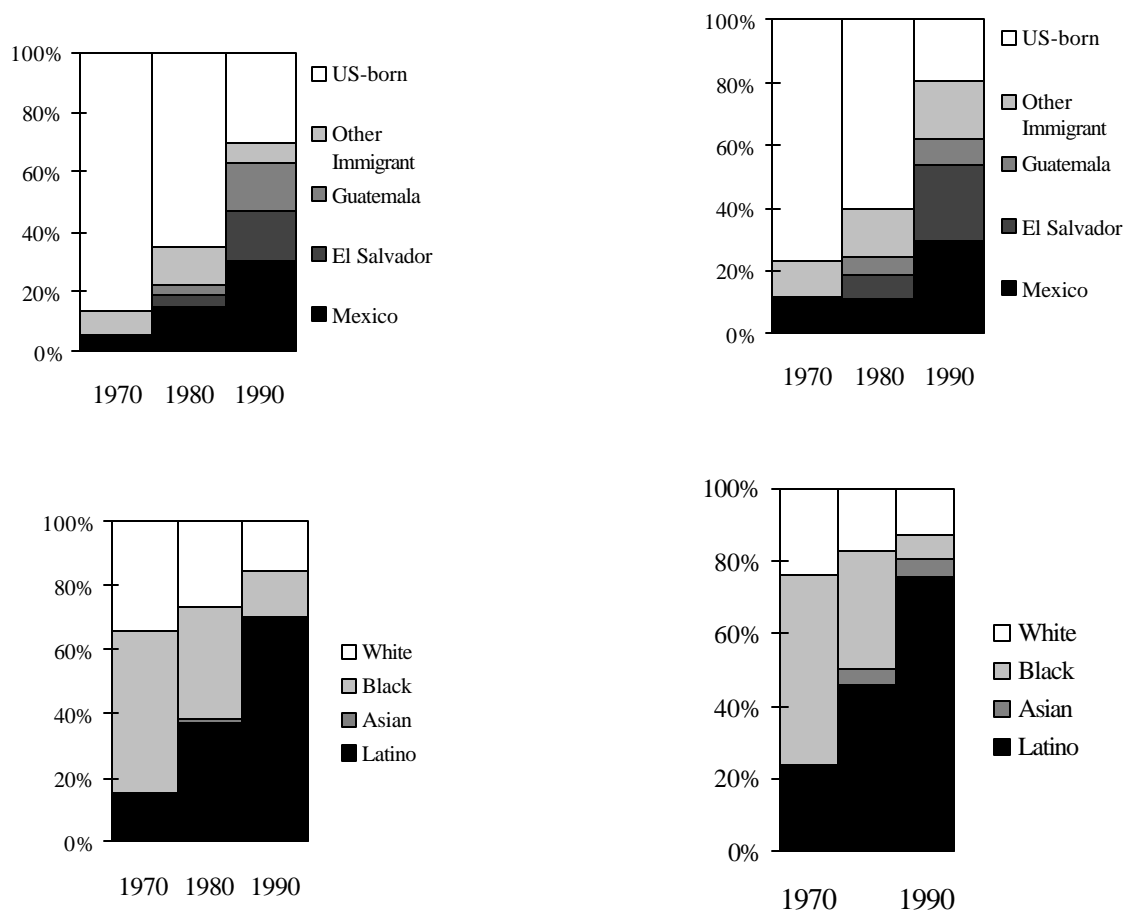 100%
80%
60%
40%
20%
0%
1970 1980 1990
US-born
Other
Immigrant
Guatemala
El Salvador
Mexico
100%
80%
60%
40%
20%
0%
1970 1980 1990
US-born
Other
Immigrant
Guatemala
El Salvador
Mexico
100%
80%
60%
40%
20%
0%
1970 1980 1990
White
Black
Asian
Latino
100%
80%
60%
40%
20%
0%
1970 1990
White
Black
Asian
Latino